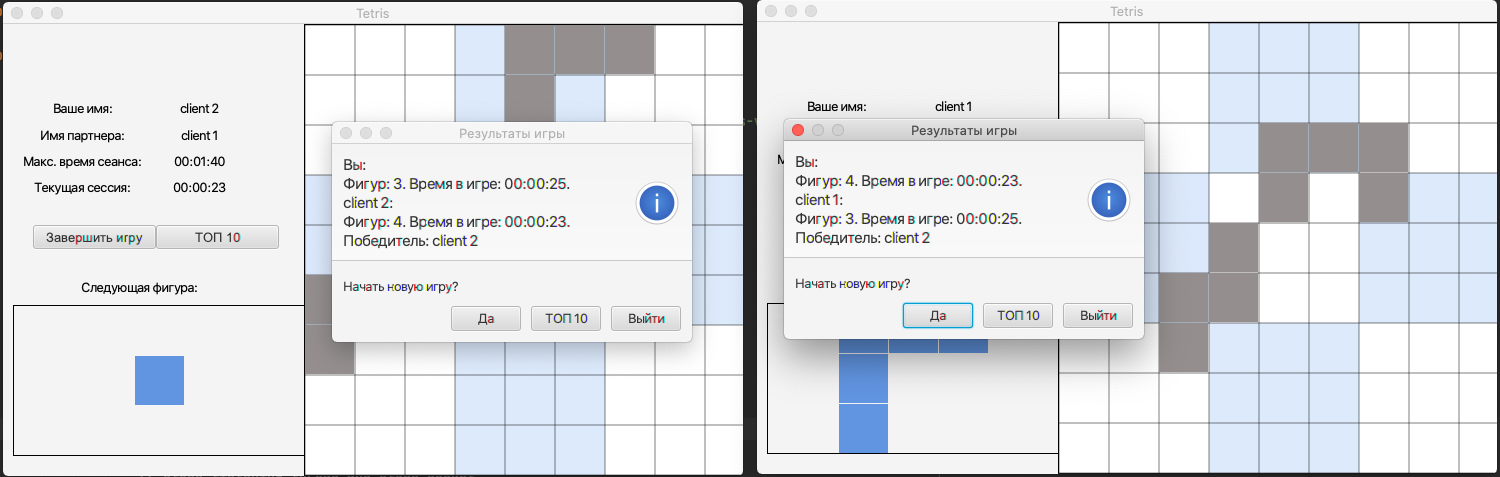 Tetris
Ваше имя: client 2
Имя партнера: client 1
Макс. время сеанса: 00:01:40
Текущая сессия: 00:00:23
Завершить игру ТОП 10
Следующая фигура:
Результаты игры
Вы:
Фигур: 3. Время в игре: 00:00:25.
client 2:
Фигур: 4. Время в игре: 00:00:23.
Победитель: client 2
Начать новую игру?
Да ТОП 10 Выйти
Tetris
Ваше имя: client 1
Результаты игры
Вы:
Фигур: 4. Время в игре: 00:00:23.
client 1:
Фигур: 3. Время в игре: 00:00:25.
Победитель: client 2
Начать новую игру?
Да ТОП 10 Выйти